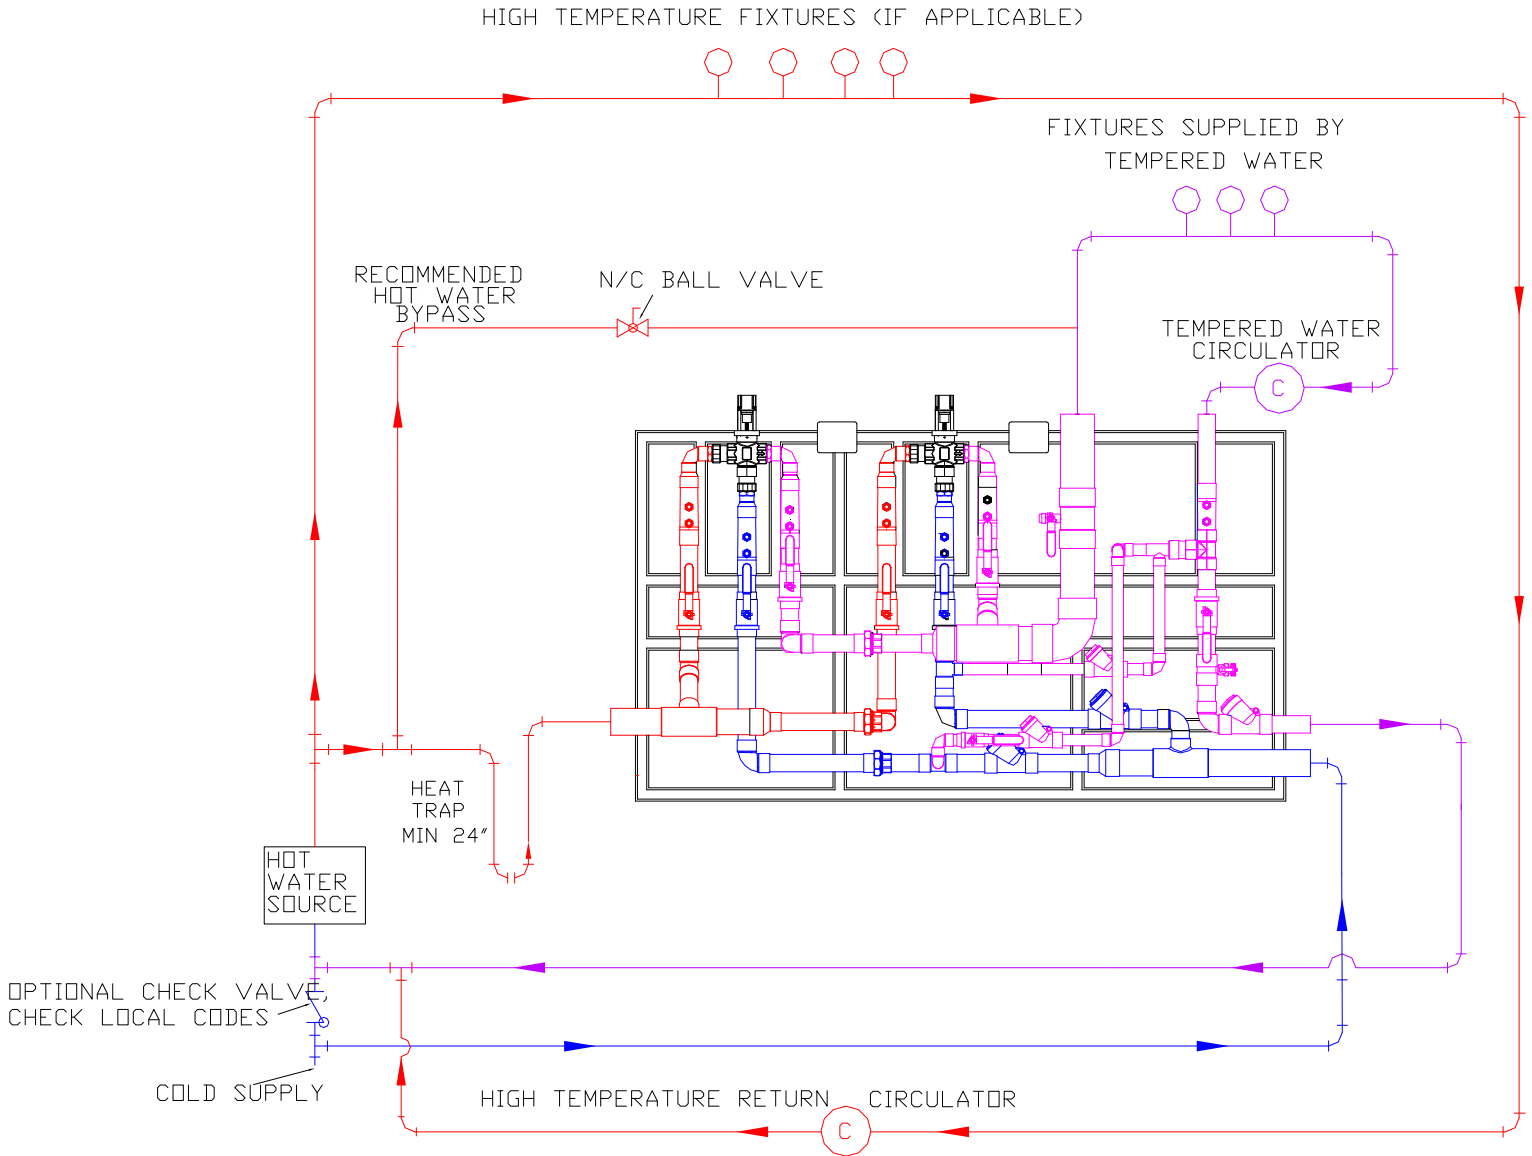 HIGH TEMPERATURE FIXTURES (IF APPLICABLE)
FIXTURES SUPPLIED BY
TEMPERED WATER
RECOMMENDED
HOT WATER
BYPASS
N/C BALL VALVE
TEMPERED WATER
CIRCULATOR
C
HEAT
TRAP
MIN 24"
HOT
WATER
SOURCE
OPTIONAL CHECK VALVE,
CHECK LOCAL CODES
COLD SUPPLY
HIGH TEMPERATURE RETURN CIRCULATOR
C